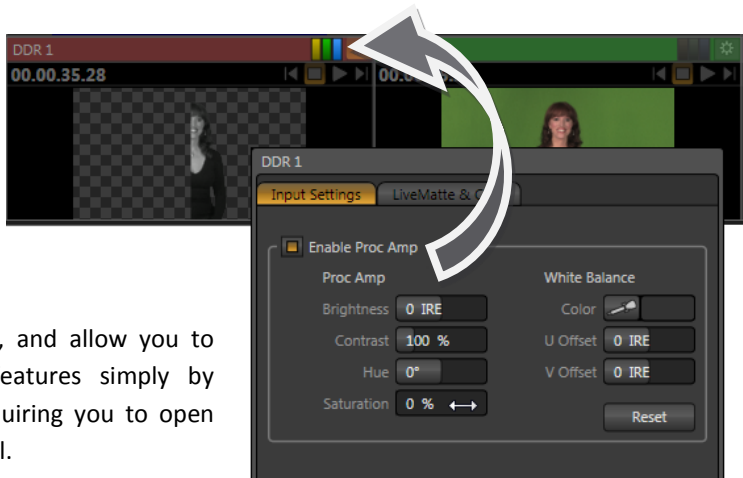 DDR 1
00.00.35.28
00.00
DDR 1
Input Settings LiveMatte &
Enable Proc Amp
Proc Amp White Balance
Brightness 0 IRE Color
Contrast 100 % U Offset 0 IRE
Hue 0° V Offset 0 IRE
Saturation 0 % Reset
, and allow you to
eatures simply by
quiring you to open
l.